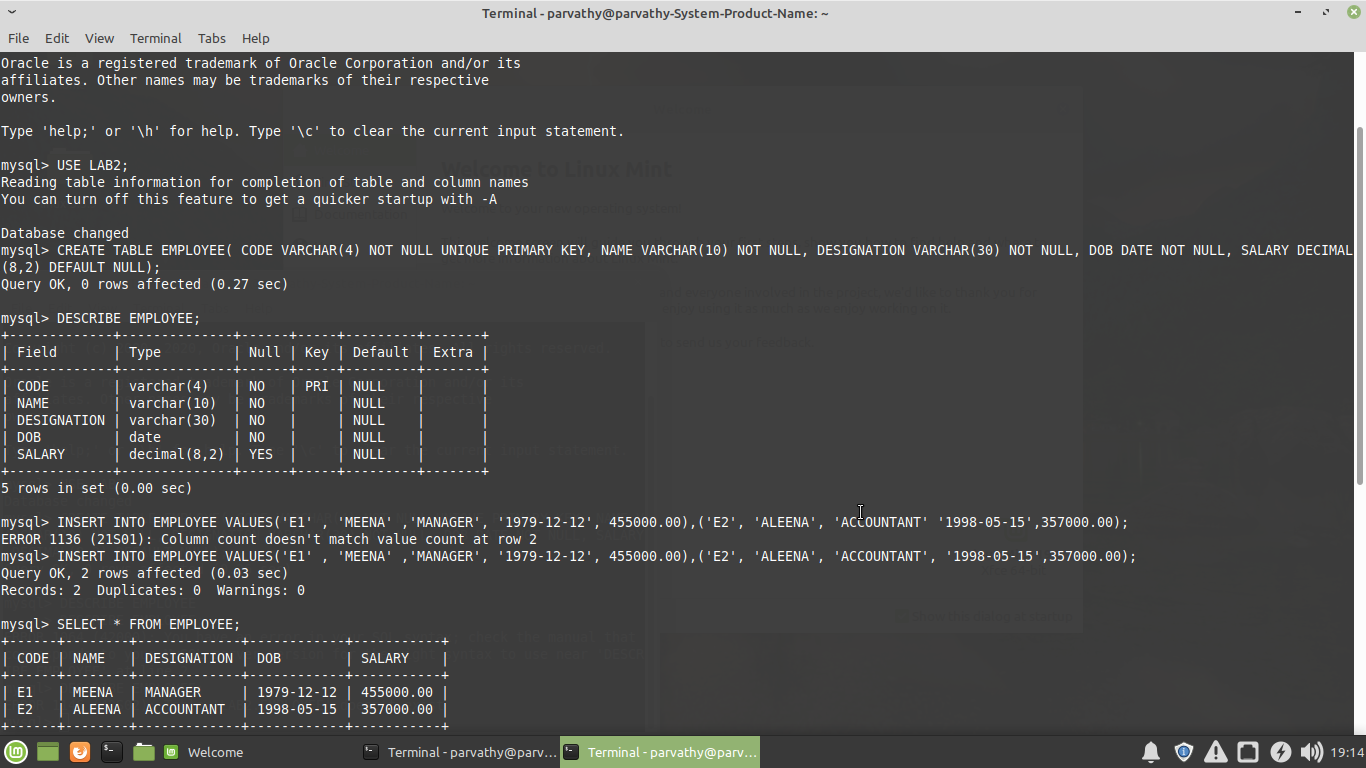 Terminal - parvathy@parvathy-System-Product-Name: ~
File Edit View Terminal Tabs Help
Oracle is a registered trademark of Oracle Corporation and/or its
affiliates. Other names may be trademarks of their respective
owners.
Type 'help;' or '\h' for help. Type '\c' to clear the current input statement.
mysql> USE LAB2;
Reading table information for completion of table and column names
You can turn off this feature to get a quicker startup with -A
Database changed
mysql> CREATE TABLE EMPLOYEE( CODE VARCHAR(4) NOT NULL UNIQUE PRIMARY KEY, NAME VARCHAR(10) NOT NULL, DESIGNATION VARCHAR(30) NOT NULL, DOB DATE NOT NULL, SALARY DECIMAL
(8,2) DEFAULT NULL);
Query OK, 0 rows affected (0.27 sec)
mysql> DESCRIBE EMPLOYEE;
+-------------+--------------+------+-----+---------+-------+
| Field       | Type         | Null | Key | Default | Extra |
+-------------+--------------+------+-----+---------+-------+
| CODE        | varchar(4)   | NO   | PRI | NULL    |       |
| NAME        | varchar(10)  | NO   |     | NULL    |       |
| DESIGNATION | varchar(30)  | NO   |     | NULL    |       |
| DOB         | date         | NO   |     | NULL    |       |
| SALARY      | decimal(8,2) | YES  |     | NULL    |       |
+-------------+--------------+------+-----+---------+-------+
5 rows in set (0.00 sec)
mysql> INSERT INTO EMPLOYEE VALUES('E1' , 'MEENA' ,'MANAGER', '1979-12-12', 455000.00),('E2', 'ALEENA', 'ACCOUNTANT' '1998-05-15',357000.00);
ERROR 1136 (21S01): Column count doesn't match value count at row 2
mysql> INSERT INTO EMPLOYEE VALUES('E1' , 'MEENA' ,'MANAGER', '1979-12-12', 455000.00),('E2', 'ALEENA', 'ACCOUNTANT', '1998-05-15',357000.00);
Query OK, 2 rows affected (0.03 sec)
Records: 2  Duplicates: 0  Warnings: 0
mysql> SELECT * FROM EMPLOYEE;
+------+--------+-------------+------------+-----------+
| CODE | NAME   | DESIGNATION | DOB        | SALARY    |
+------+--------+-------------+------------+-----------+
| E1   | MEENA  | MANAGER     | 1979-12-12 | 455000.00 |
| E2   | ALEENA | ACCOUNTANT  | 1998-05-15 | 357000.00 |
+------+--------+-------------+------------+-----------+
Welcome to Linux Mint
Welcome
Terminal - parvathy@parv...
Terminal - parvathy@parv...
19:14